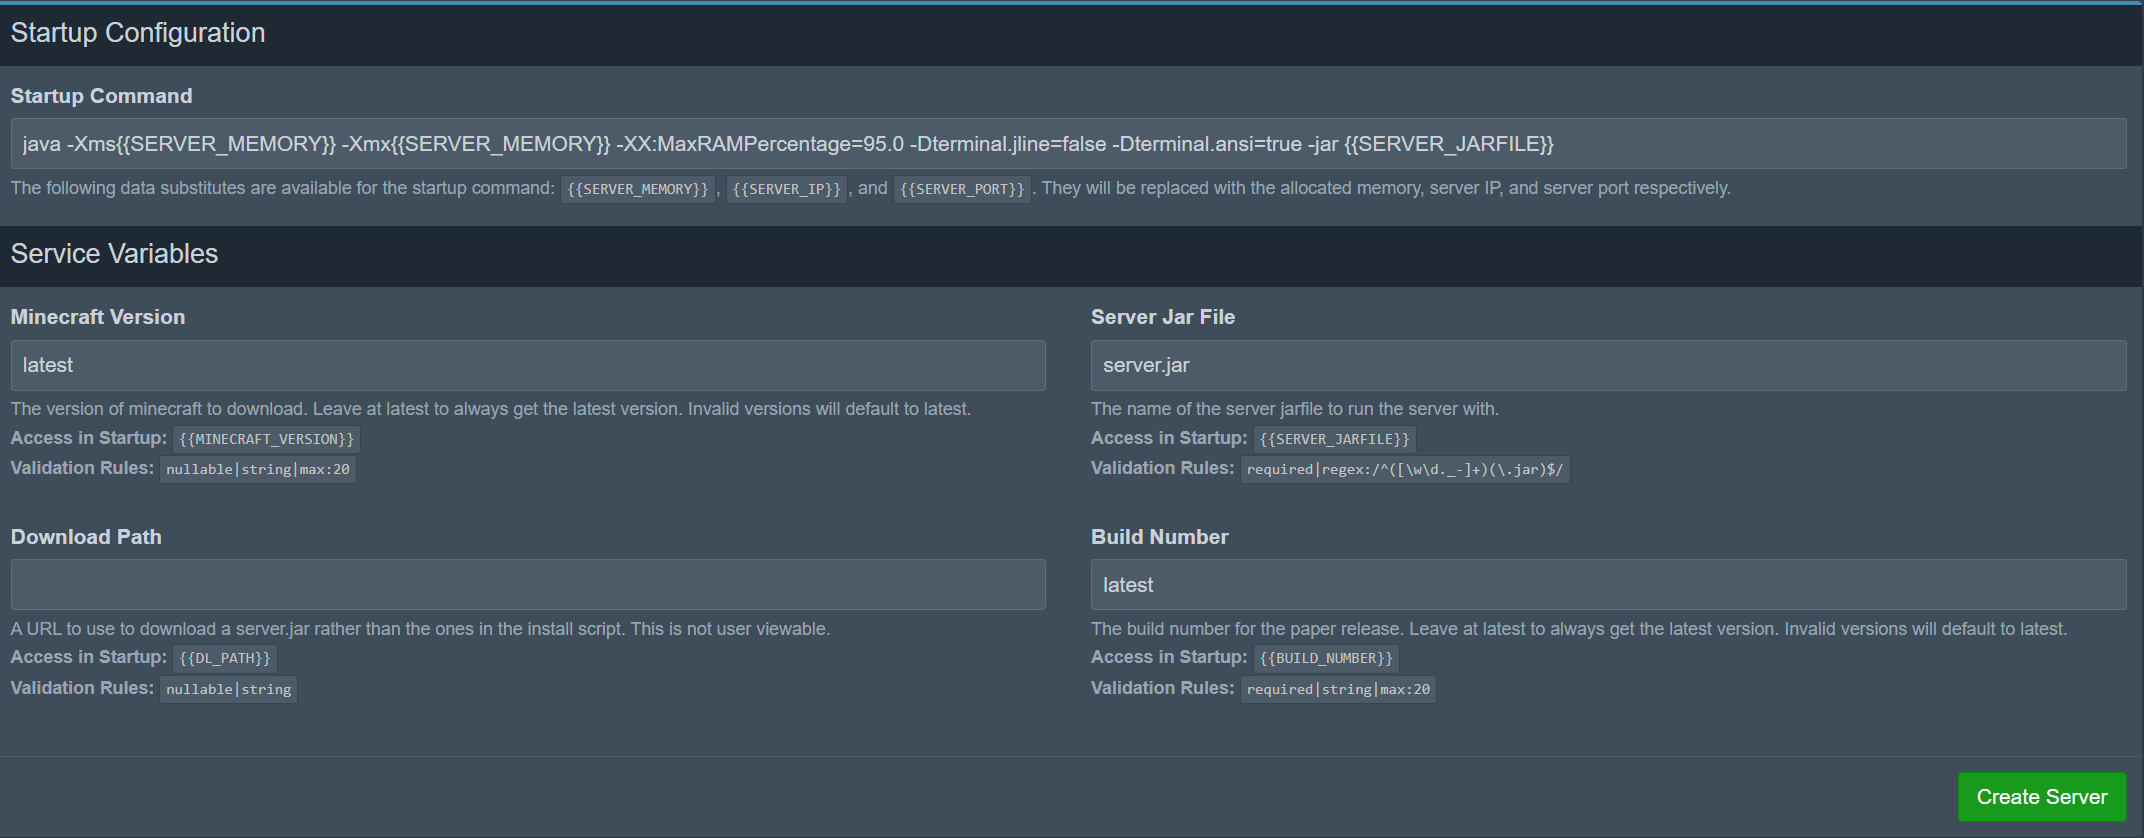 Startup Configuration
Startup Command
java -Xms{{SERVER_MEMORY}} -Xmx{{SERVER_MEMORY}} -XX:MaxRAMPercentage=95.0 -Dterminal.jline=false -Dterminal.ansi=true -jar {{SERVER_JARFILE}}
The following data substitutes are available for the startup command: {{SERVER_MEMORY}}, {{SERVER_IP}}, and {{SERVER_PORT}}. They will be replaced with the allocated memory, server IP, and server port respectively.
Service Variables
Minecraft Version
latest
The version of minecraft to download. Leave at latest to always get the latest version. Invalid versions will default to latest.
Access in Startup: {{MINECRAFT_VERSION}}
Validation Rules: nullable|string|max:20
Server Jar File
server.jar
The name of the server jarfile to run the server with.
Access in Startup: {{SERVER_JARFILE}}
Validation Rules: required|regex:/^([\w\d._-]+)(\.jar)$/
Download Path
A URL to use to download a server.jar rather than the ones in the install script. This is not user viewable.
Access in Startup: {{DL_PATH}}
Validation Rules: nullable|string
Build Number
latest
The build number for the paper release. Leave at latest to always get the latest version. Invalid versions will default to latest.
Access in Startup: {{BUILD_NUMBER}}
Validation Rules: required|string|max:20
Create Server